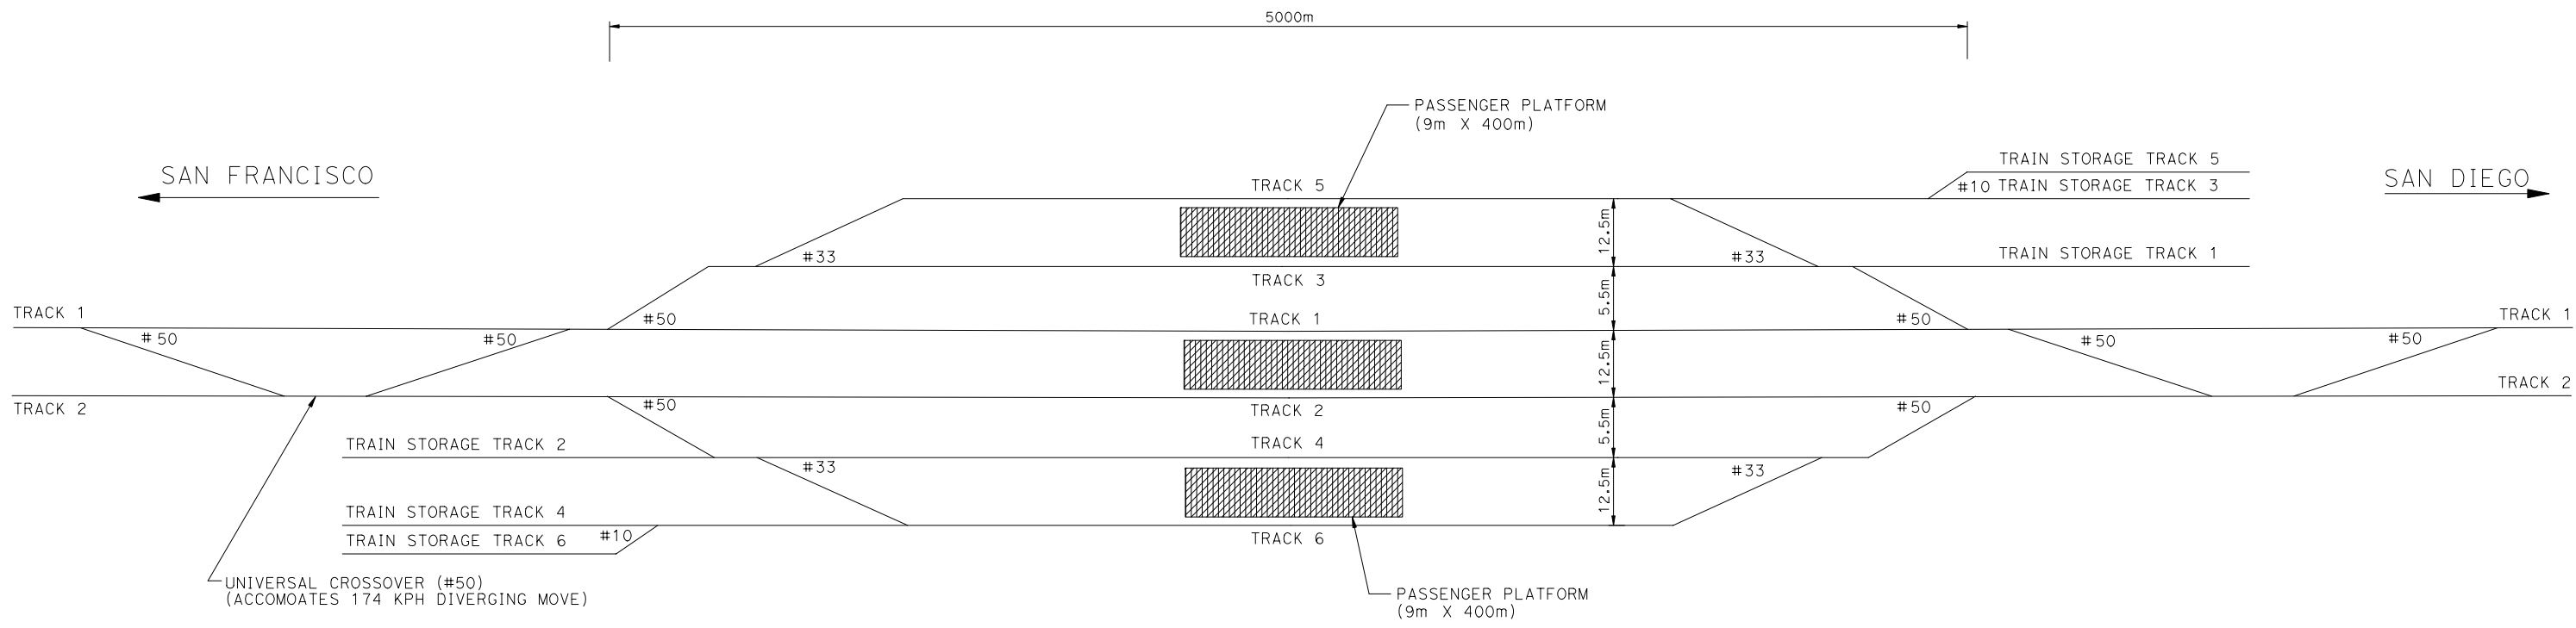 5000m
PASSENGER PLATFORM
(9m X 400m)
SAN FRANCISCO
TRAIN STORAGE TRACK 5
SAN DIEGO
TRACK 5
#10 TRAIN STORAGE TRACK 3
12.5m
#33
#33
TRAIN STORAGE TRACK 1
TRACK 3
5.5m
TRACK 1
#50
TRACK 1
#50
TRACK 1
#50
#50
#50
#50
12.5m
TRACK 2
#50
TRACK 2
#50
TRACK 2
5.5m
TRAIN STORAGE TRACK 2
TRACK 4
#33
#33
12.5m
TRAIN STORAGE TRACK 4
#10
TRAIN STORAGE TRACK 6
TRACK 6
UNIVERSAL CROSSOVER (#50)
(ACCOMOATES 174 KPH DIVERGING MOVE)
PASSENGER PLATFORM
(9m X 400m)